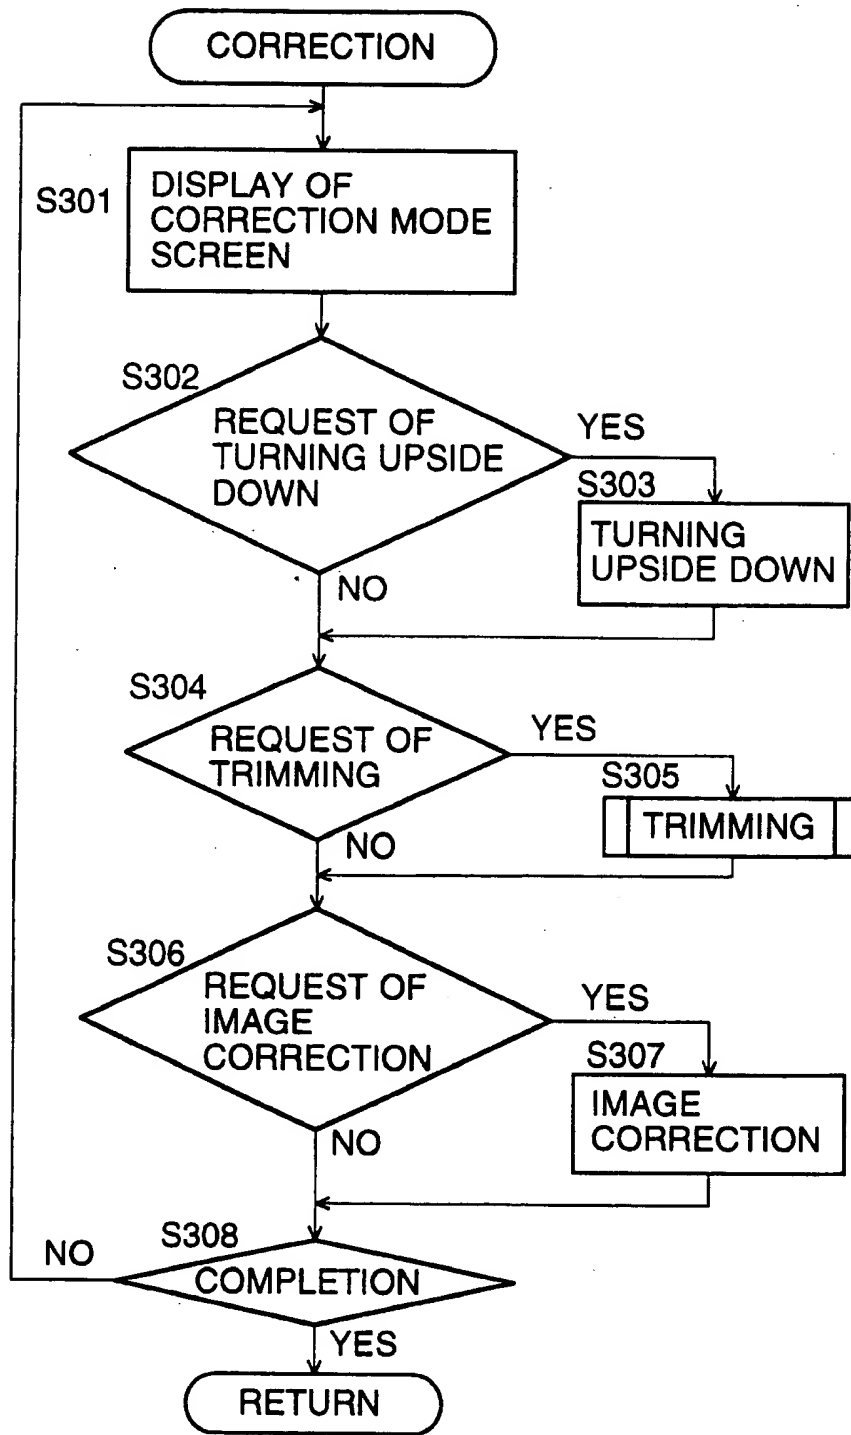 CORRECTION
S301
DISPLAY OF
CORRECTION MODE
SCREEN
S302
REQUEST OF
TURNING UPSIDE
DOWN
YES
S303
TURNING
UPSIDE DOWN
NO
S304
REQUEST OF
TRIMMING
YES
S305
TRIMMING
NO
S306
REQUEST OF
IMAGE
CORRECTION
YES
S307
IMAGE
CORRECTION
NO
S308
COMPLETION
NO
YES
RETURN